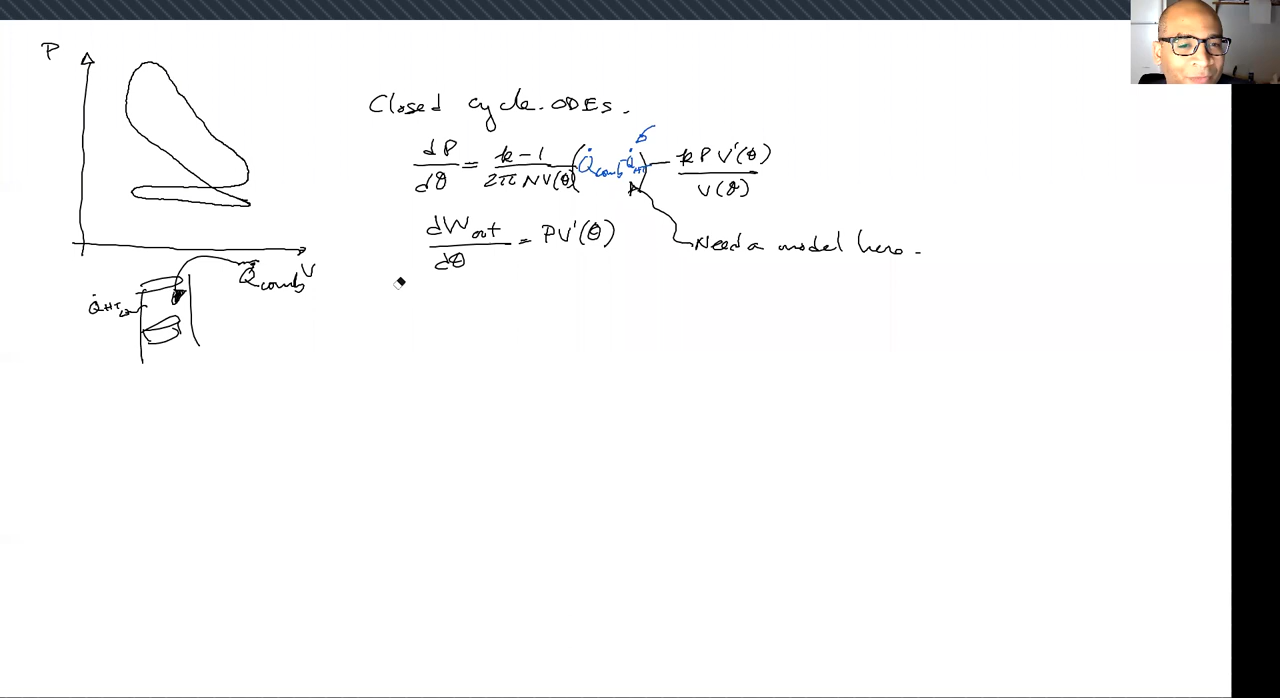 P
Closed cycle ODEs.
dP/dθ = k-1/2πNV(θ) (Q̇comb - Q̇HT) - kPV'(θ)/V(θ)
dWout/dθ = PV'(θ)
Need a model here.
V
Q̇comb
Q̇HT